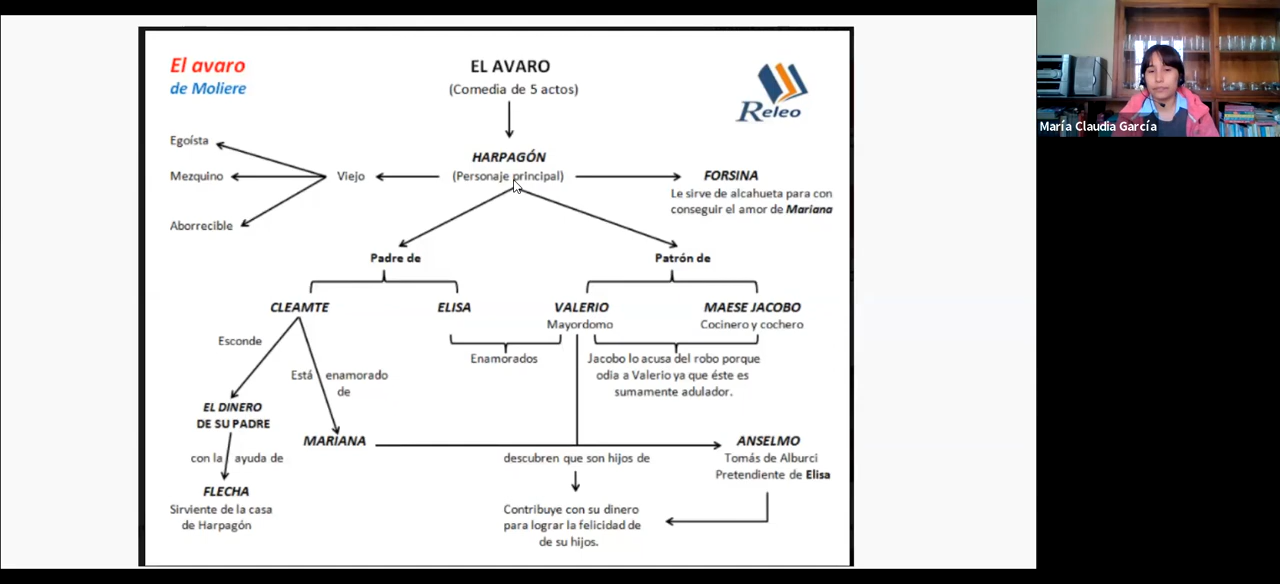 El avaro
de Moliere
EL AVARO
(Comedia de 5 actos)
Releo
María Claudia García
HARPAGÓN
(Personaje principal)
Egoísta
Mezquino
Aborrecible
Viejo
FORSINA
Le sirve de alcahueta para con
conseguir el amor de Mariana
Padre de
Patrón de
CLEAMTE
ELISA
VALERIO
Mayordomo
MAESE JACOBO
Cocinero y cochero
Esconde
Está enamorado
de
Enamorados
Jacobo lo acusa del robo porque
odia a Valerio ya que éste es
sumamente adulador.
EL DINERO
DE SU PADRE
con la ayuda de
FLECHA
Sirviente de la casa
de Harpagón
MARIANA
descubren que son hijos de
ANSELMO
Tomás de Alburci
Pretendiente de Elisa
Contribuye con su dinero
para lograr la felicidad de
de su hijos.